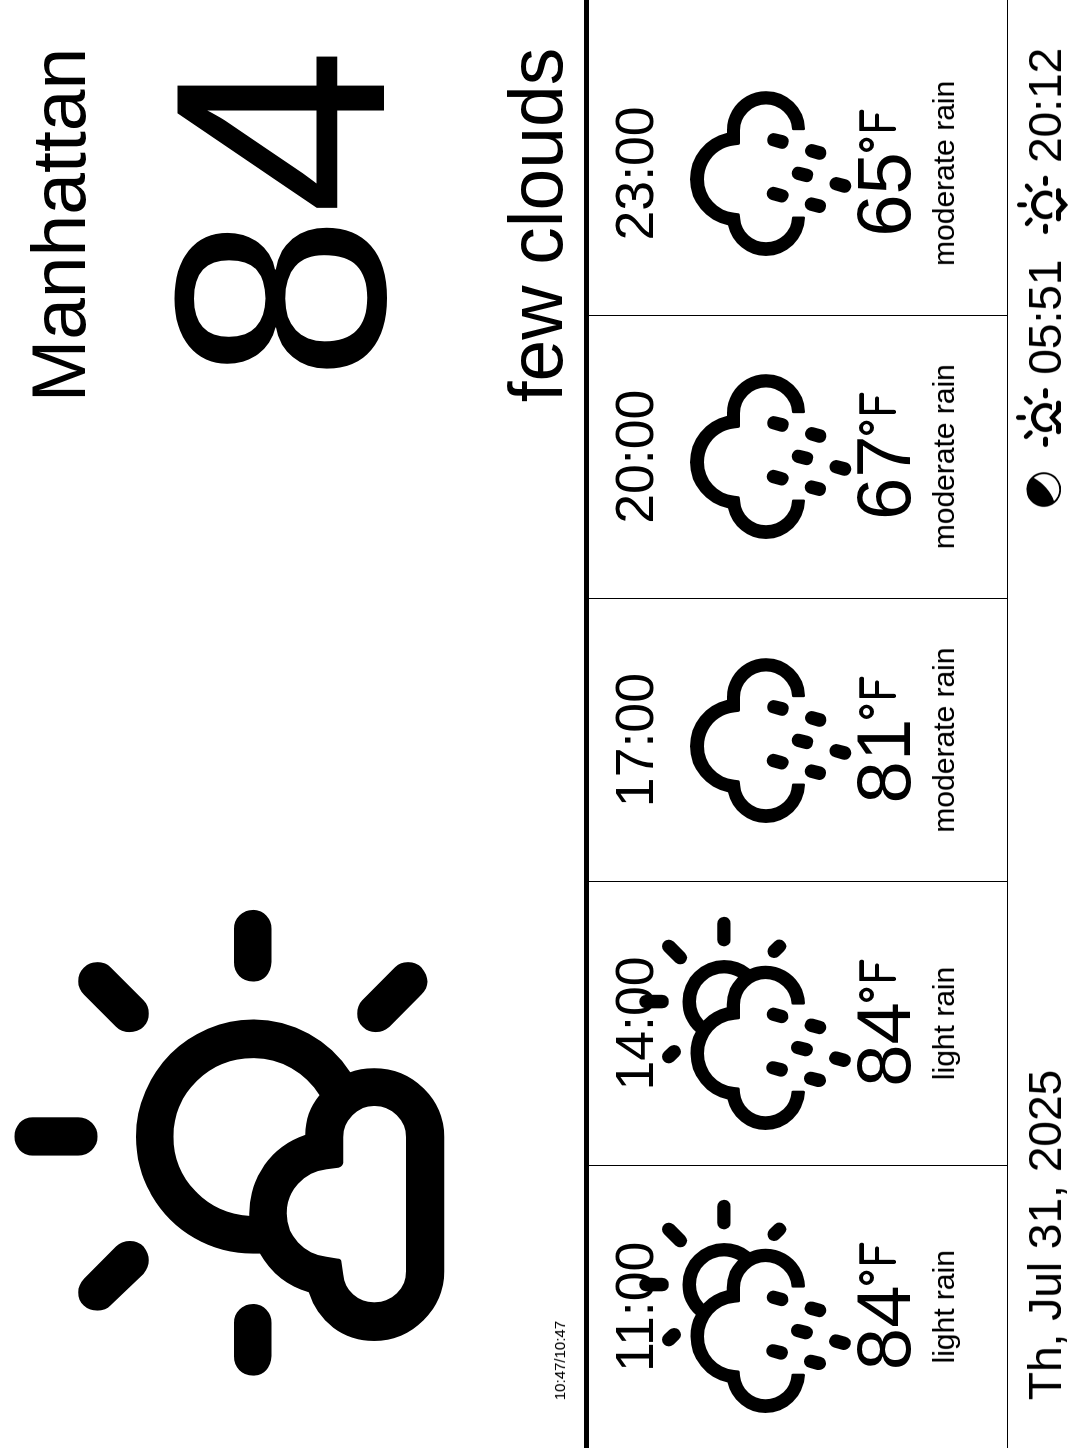 Manhattan
84
few clouds
10:47/10:47
11:00 14:00 17:00 20:00 23:00
84°F 84°F 81°F 67°F 65°F
light rain light rain moderate rain moderate rain moderate rain
Th, Jul 31, 2025 05:51 20:12